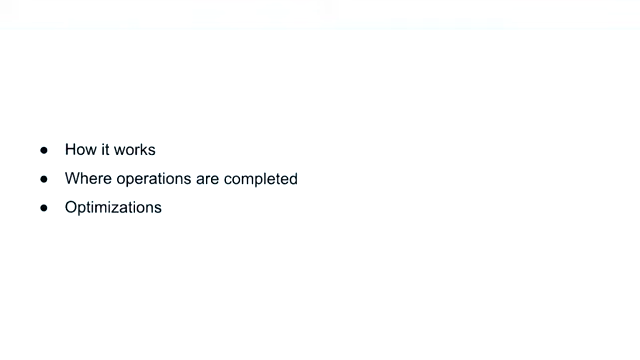 ● How it works
● Where operations are completed
● Optimizations